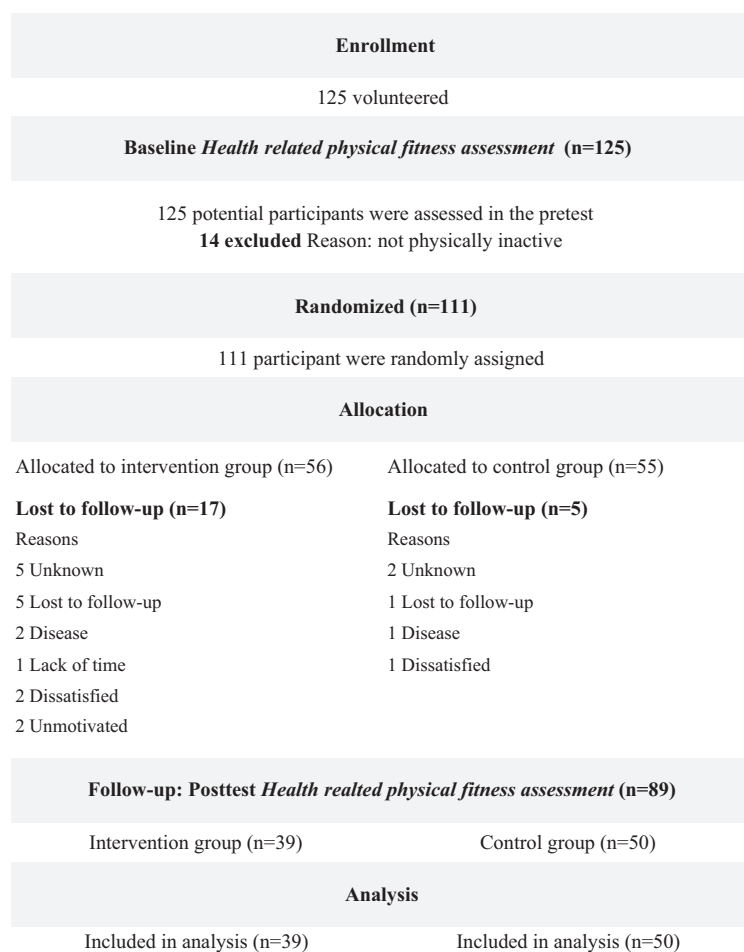 Enrollment
125 volunteered
Baseline Health related physical fitness assessment (n=125)
125 potential participants were assessed in the pretest
14 excluded Reason: not physically inactive
Randomized (n=111)
111 participant were randomly assigned
Allocation
Allocated to intervention group (n=56)
Lost to follow-up (n=17)
Reasons
5 Unknown
5 Lost to follow-up
2 Disease
1 Lack of time
2 Dissatisfied
2 Unmotivated
Allocated to control group (n=55)
Lost to follow-up (n=5)
Reasons
2 Unknown
1 Lost to follow-up
1 Disease
1 Dissatisfied
Follow-up: Posttest Health realted physical fitness assessment (n=89)
Intervention group (n=39)
Control group (n=50)
Analysis
Included in analysis (n=39)
Included in analysis (n=50)